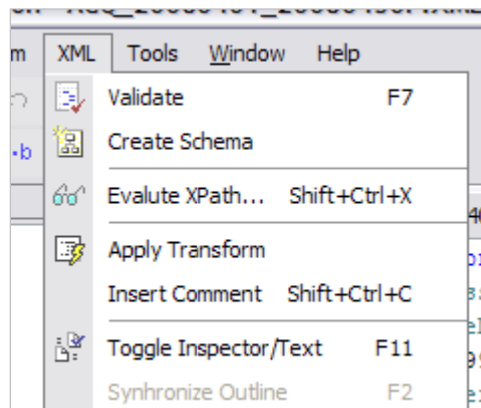 m XML Tools Window Help
Validate F7
Create Schema
b
Evalute XPath... Shift+Ctrl+X
Apply Transform
Insert Comment Shift+Ctrl+C
Toggle Inspector/Text F11
Synhronize Outline F2